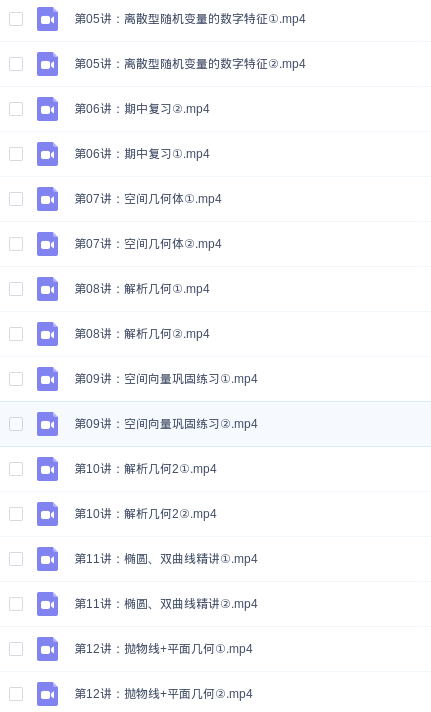 第05讲：离散型随机变量的数字特征①.mp4
第05讲：离散型随机变量的数字特征②.mp4
第06讲：期中复习②.mp4
第06讲：期中复习①.mp4
第07讲：空间几何体①.mp4
第07讲：空间几何体②.mp4
第08讲：解析几何①.mp4
第08讲：解析几何②.mp4
第09讲：空间向量巩固练习①.mp4
第09讲：空间向量巩固练习②.mp4
第10讲：解析几何2①.mp4
第10讲：解析几何2②.mp4
第11讲：椭圆、双曲线精讲①.mp4
第11讲：椭圆、双曲线精讲②.mp4
第12讲：抛物线+平面几何①.mp4
第12讲：抛物线+平面几何②.mp4